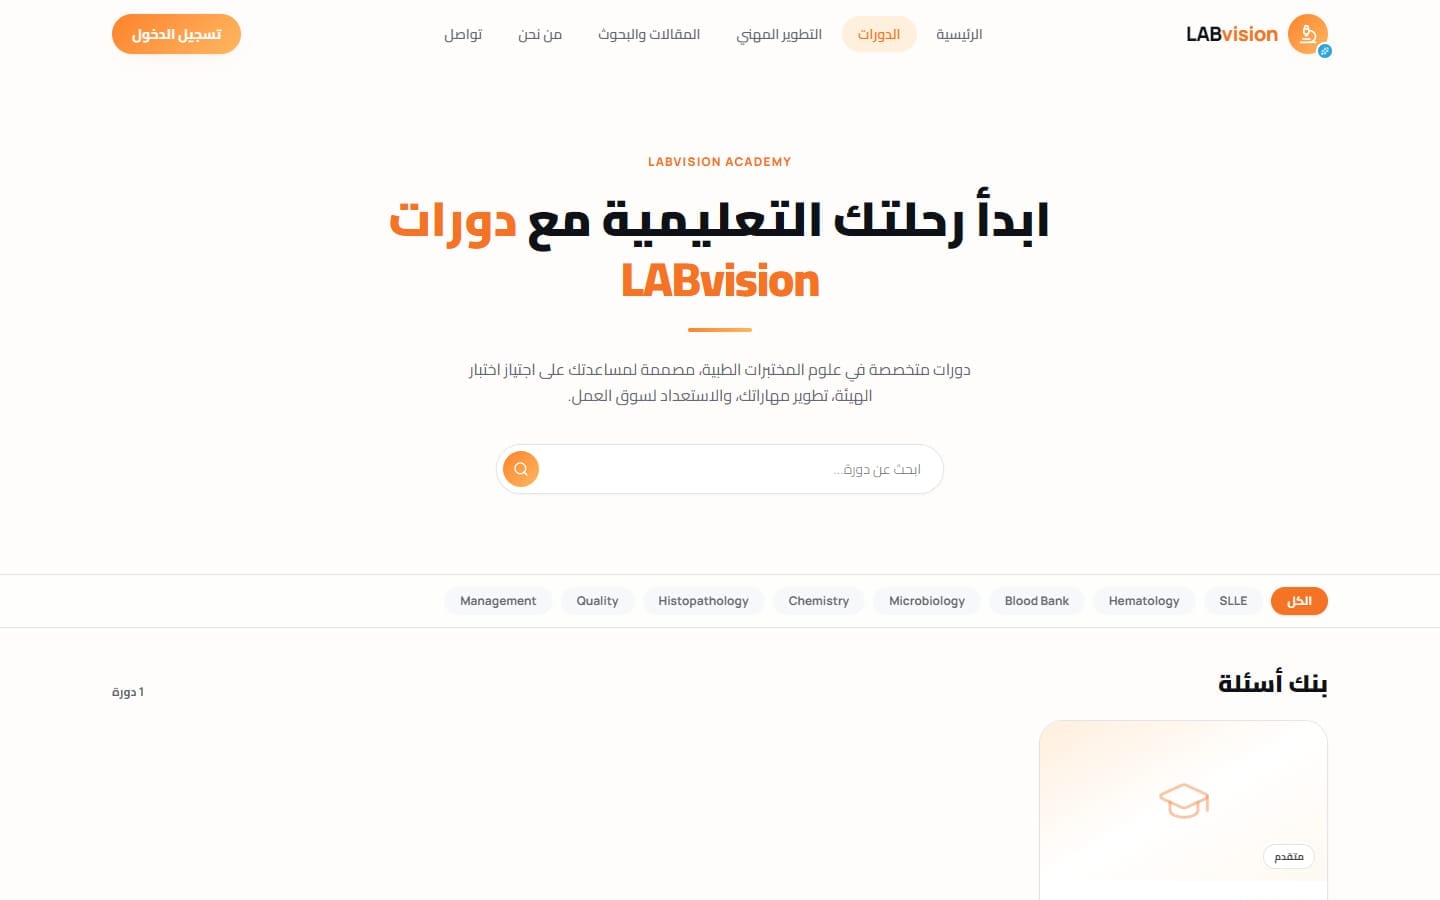 LABvision
الرئيسية
الدورات
التطوير المهني
المقالات والبحوث
من نحن
تواصل
تسجيل الدخول
LABVISION ACADEMY
ابدأ رحلتك التعليمية مع دورات
LABvision
دورات متخصصة في علوم المختبرات الطبية، مصممة لمساعدتك على اجتياز اختبار
الهيئة، تطوير مهاراتك، والاستعداد لسوق العمل.
ابحث عن دورة...
الكل
SLLE
Hematology
Blood Bank
Microbiology
Chemistry
Histopathology
Quality
Management
بنك أسئلة
1 دورة
متقدم